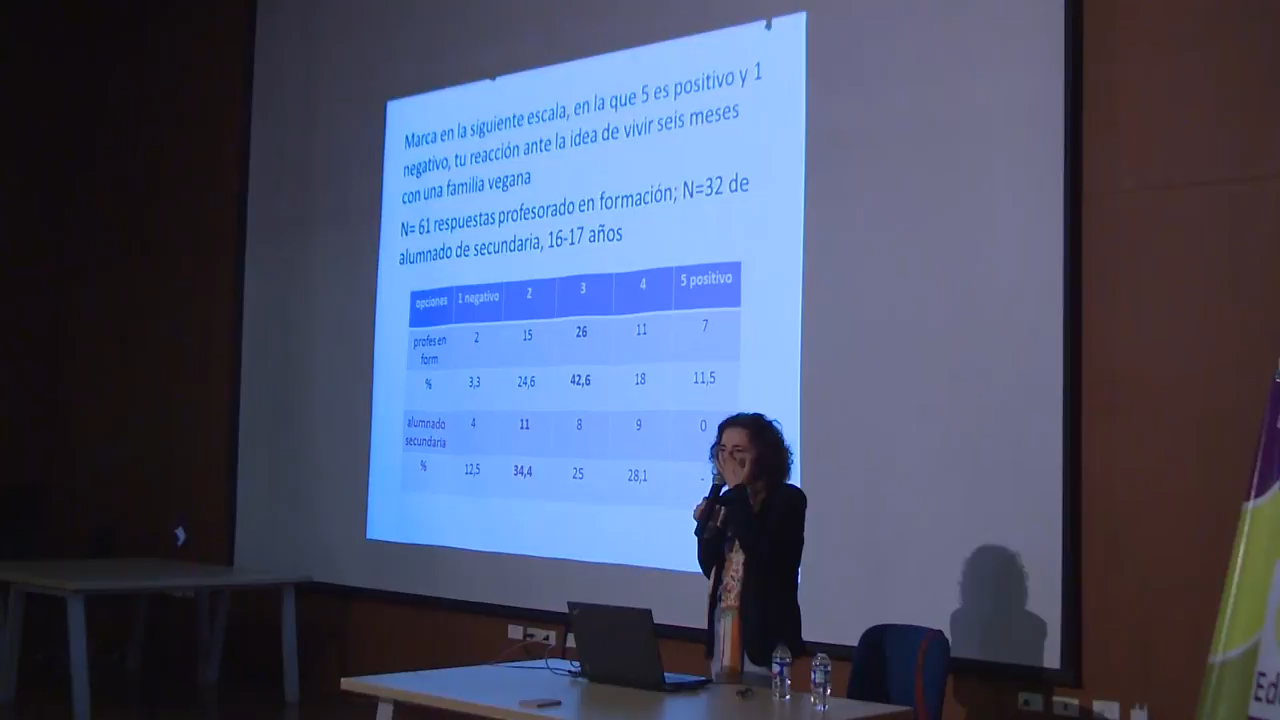 Marca en la siguiente escala, en la que 5 es positivo y 1
negativo, tu reacción ante la idea de vivir seis meses
con una familia vegana
N= 61 respuestas profesorado en formación; N=32 de
alumnado de secundaria, 16-17 años
opciones 1 negativo 2 3 4 5 positivo
profes en form 2 15 26 11 7
% 3,3 24,6 42,6 18 11,5
alumnado secundaria 4 11 8 9 0
% 12,5 34,4 25 28,1 -
Ed